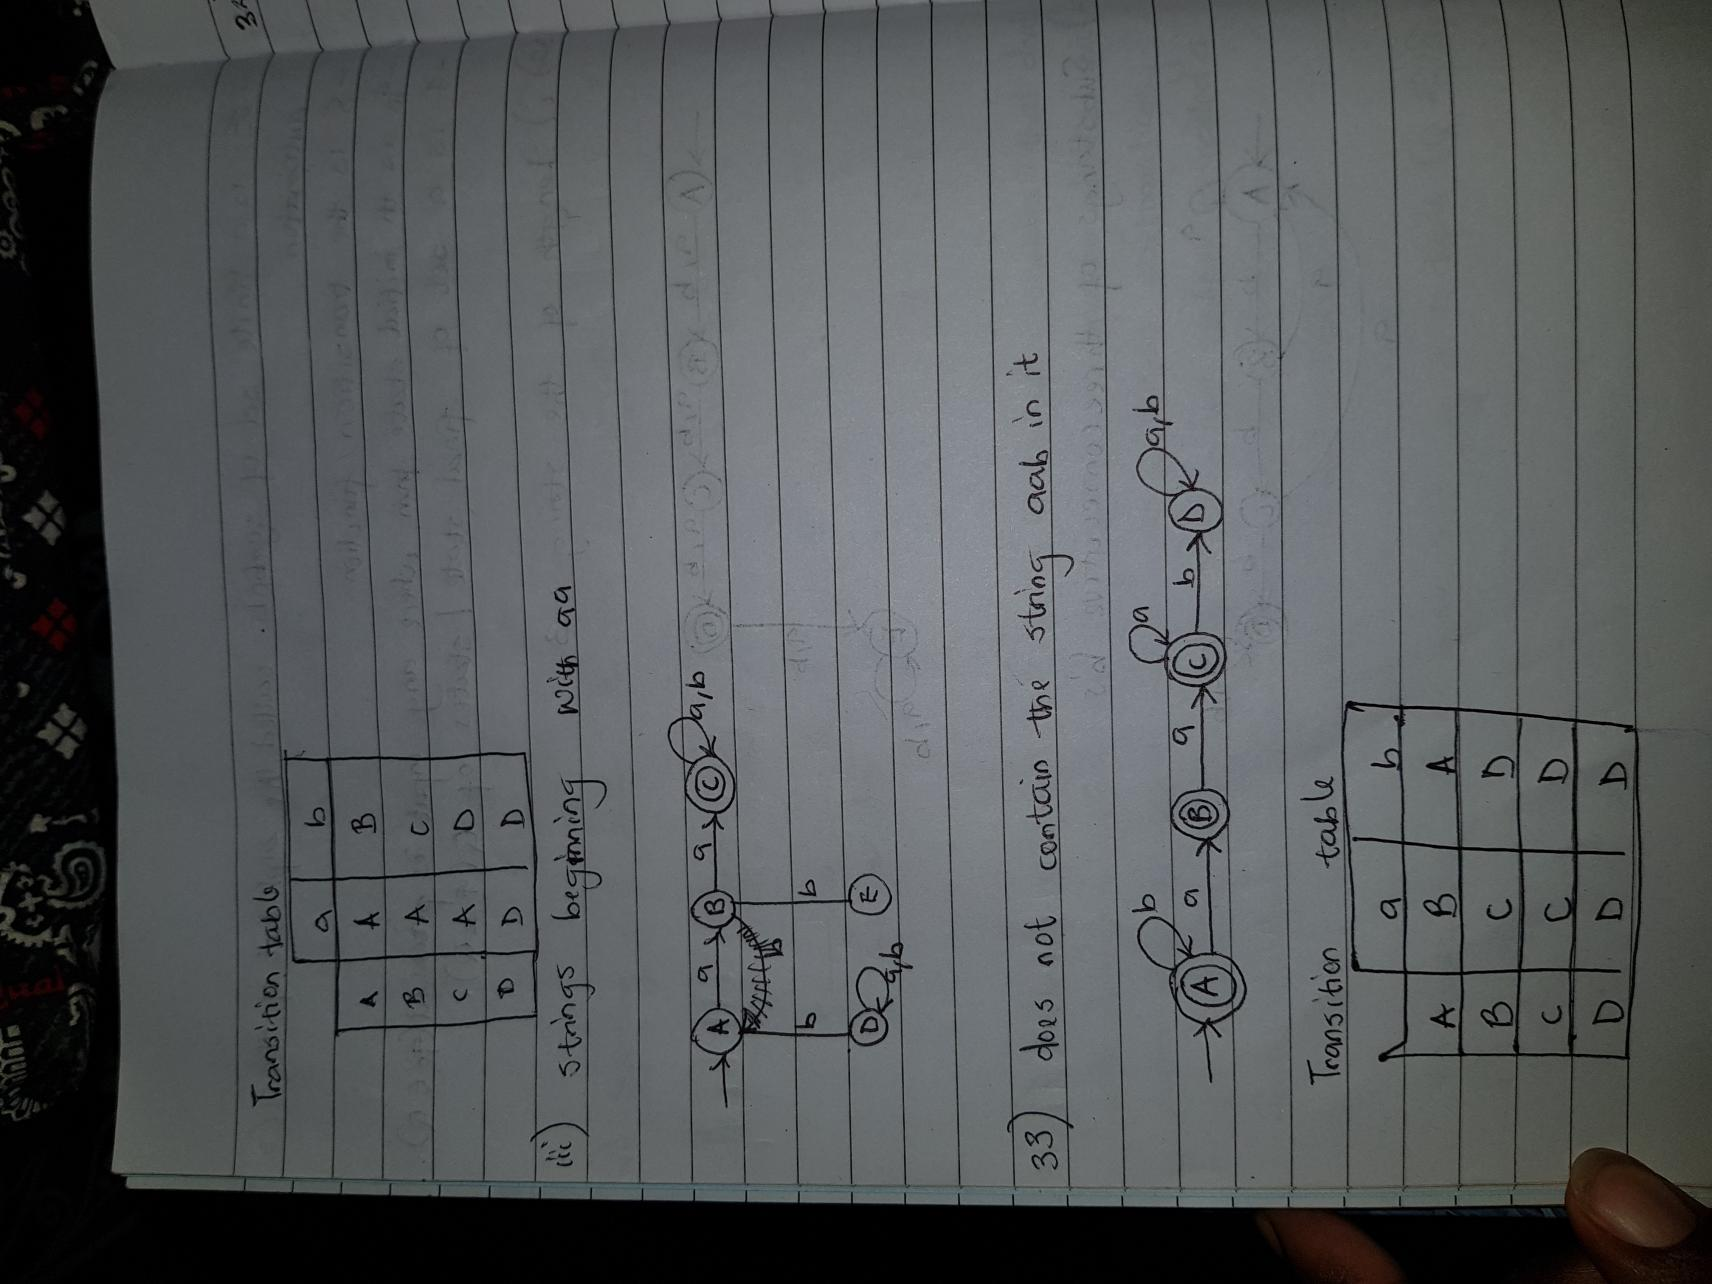 Transition table
a b
A A B
B A C
C A D
D D D
iii) strings beginning with aa
A a B a C a,b
b b
D a,b E
33) does not contain the string aab in it
A b a B a C a b D a,b
Transition table
a b
A B A
B C D
C C D
D D D